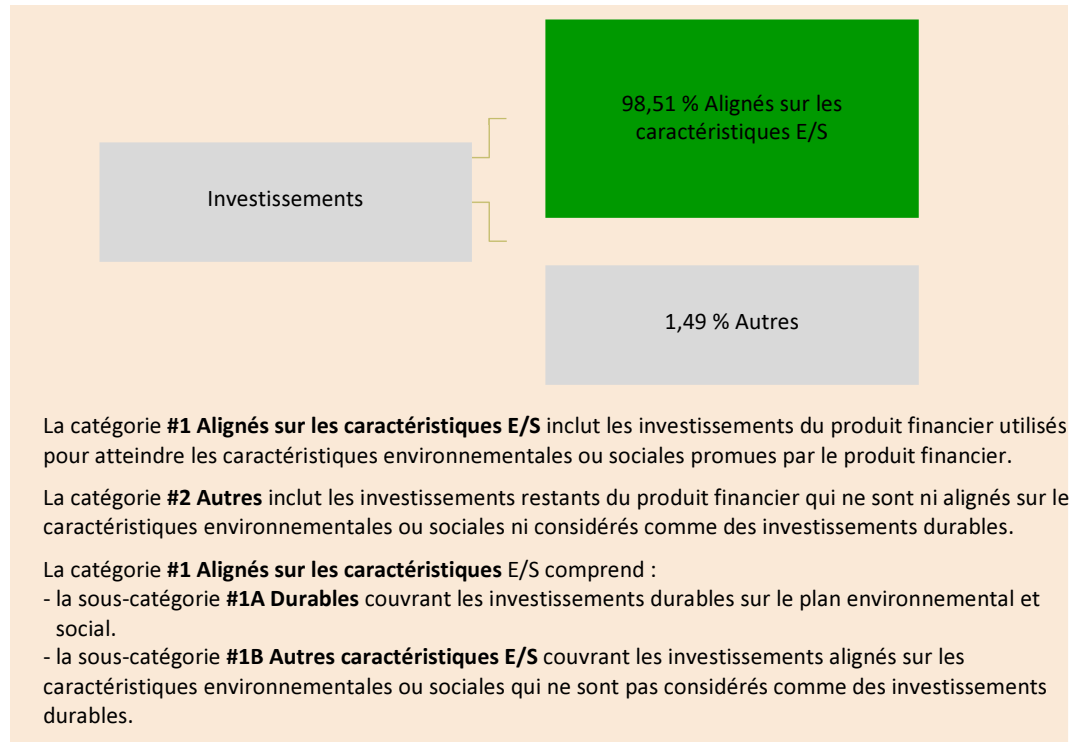 98,51 % Alignés sur les
caractéristiques E/S
Investissements
1,49 % Autres
La catégorie #1 Alignés sur les caractéristiques E/S inclut les investissements du produit financier utilisés
pour atteindre les caractéristiques environnementales ou sociales promues par le produit financier.
La catégorie #2 Autres inclut les investissements restants du produit financier qui ne sont ni alignés sur le
caractéristiques environnementales ou sociales ni considérés comme des investissements durables.
La catégorie #1 Alignés sur les caractéristiques E/S comprend :
- la sous-catégorie #1A Durables couvrant les investissements durables sur le plan environnemental et
social.
- la sous-catégorie #1B Autres caractéristiques E/S couvrant les investissements alignés sur les
caractéristiques environnementales ou sociales qui ne sont pas considérés comme des investissements
durables.